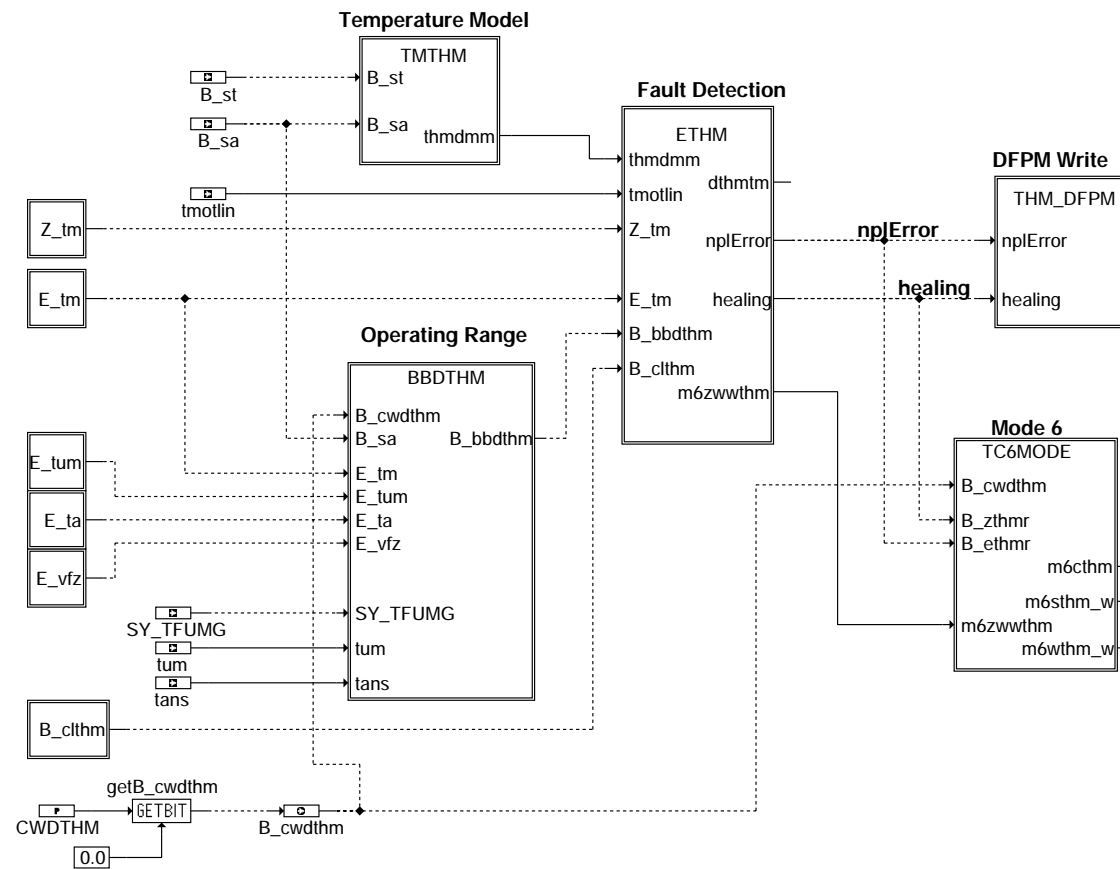 Temperature Model
TMTHM
B_st
B_st
B_sa
B_sa
thmdmm
Fault Detection
ETHM
thmdmm
tmotlin
tmotlin
Z_tm
Z_tm
E_tm
E_tm
B_bbdthm
B_clthm
dthmtm
nplError
healing
m6zwwthm
nplError
healing
DFPM Write
THM_DFPM
nplError
healing
Operating Range
BBDTHM
B_cwdthm
B_sa
B_bbdthm
E_tm
E_tum
E_ta
E_vfz
SY_TFUMG
tum
tans
E_tum
E_ta
E_vfz
SY_TFUMG
tum
tans
Mode 6
TC6MODE
B_cwdthm
B_zthmr
B_ethmr
m6cthm
m6sthm_w
m6zwwthm
m6wthm_w
B_clthm
getB_cwdthm
P
GETBIT
CWDTHM
B_cwdthm
0.0